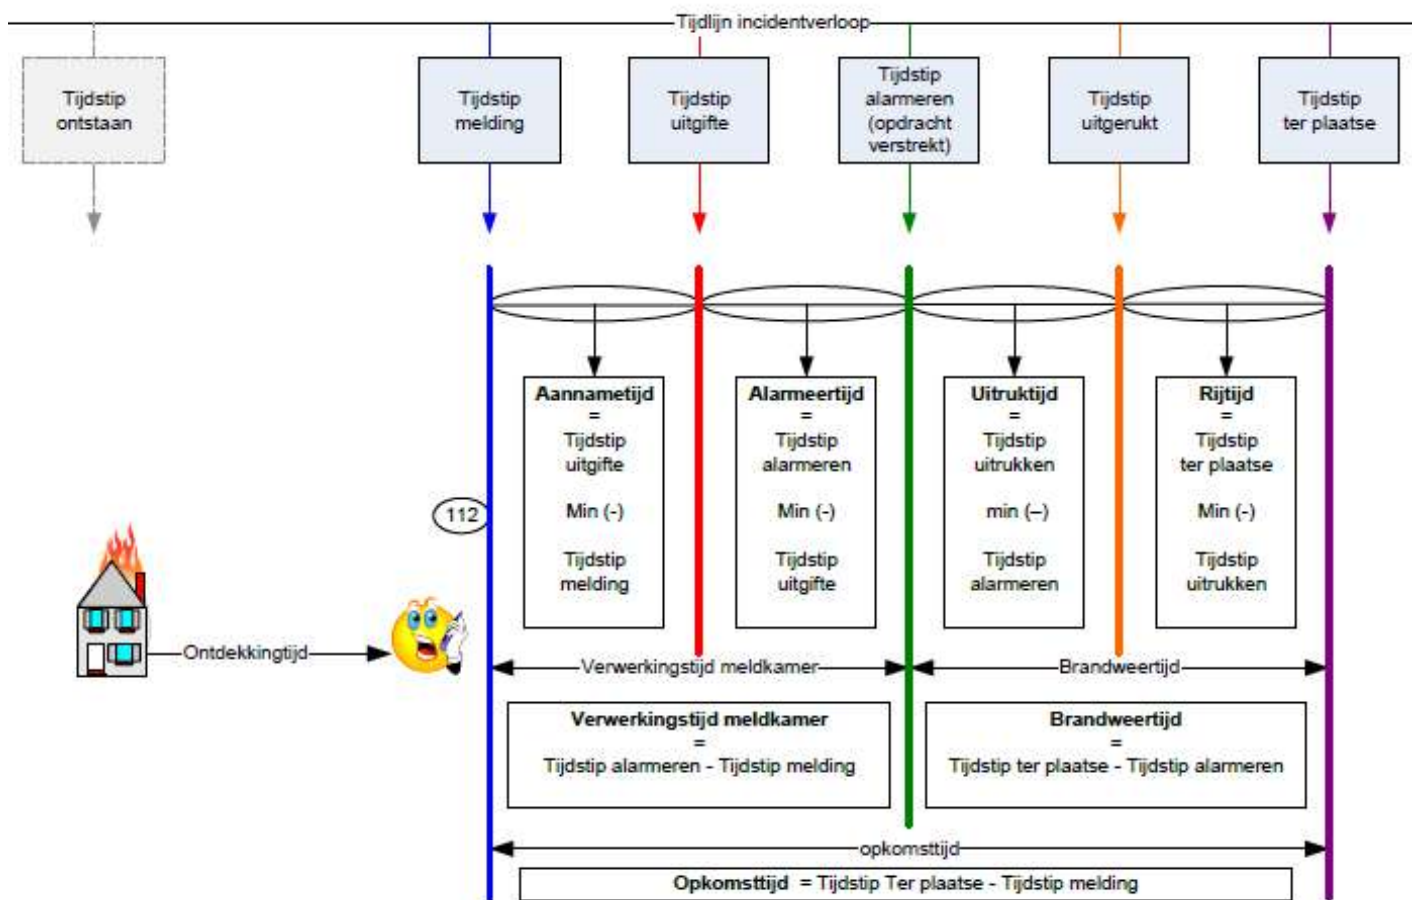 Tijdlijn incidentverloop
Tijdstip
ontstaan
Tijdstip
melding
Tijdstip
uitgifte
Tijdstip
alarmeren
(opdracht
verstrekt)
Tijdstip
uitgerukt
Tijdstip
ter plaatse
Aannametijd
=
Tijdstip
uitgifte
Min (-)
Tijdstip
melding
Alarmeertijd
=
Tijdstip
alarmeren
Min (-)
Tijdstip
uitgifte
Uitruktijd
=
Tijdstip
uitrukken
min (–)
Tijdstip
alarmeren
Rijtijd
=
Tijdstip
ter plaatse
Min (-)
Tijdstip
uitrukken
112
Ontdekkingtijd
Verwerkingstijd meldkamer
Brandweertijd
Verwerkingstijd meldkamer
=
Tijdstip alarmeren - Tijdstip melding
Brandweertijd
=
Tijdstip ter plaatse - Tijdstip alarmeren
opkomsttijd
Opkomsttijd = Tijdstip Ter plaatse - Tijdstip melding